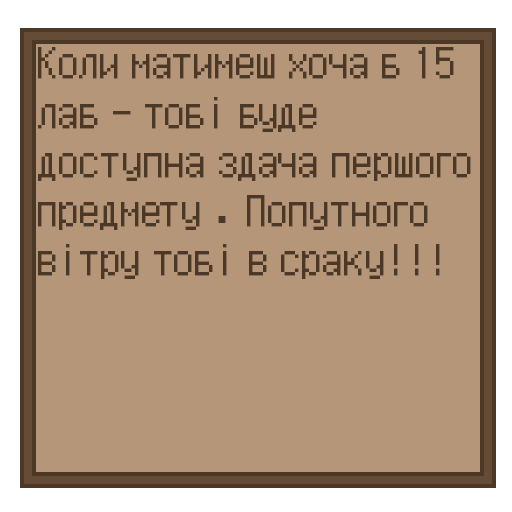 Коли матимеш хоча б 15
лаб - тобі буде
доступна здача першого
предмету . Попутного
вітру тобі в сраку!!!